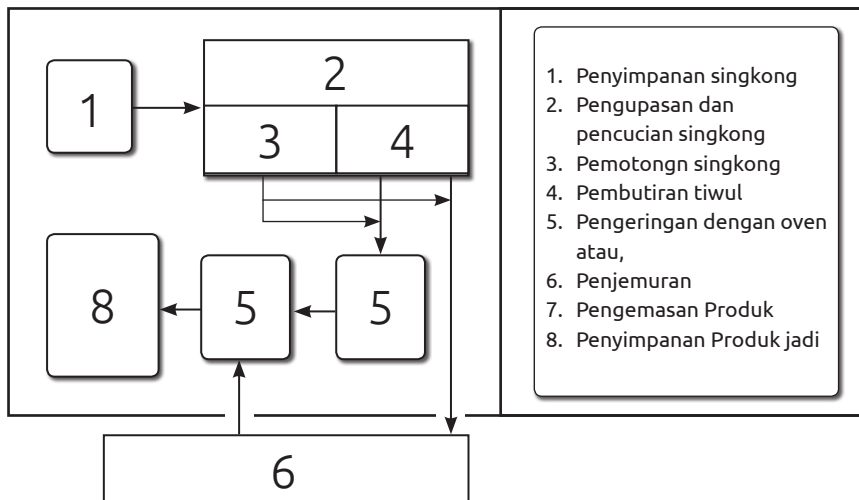 1
2
3
4
8
5
5
6
1. Penyimpanan singkong
2. Pengupasan dan
pencucian singkong
3. Pemotongn singkong
4. Pembutiran tiwul
5. Pengeringan dengan oven
atau,
6. Penjemuran
7. Pengemasan Produk
8. Penyimpanan Produk jadi